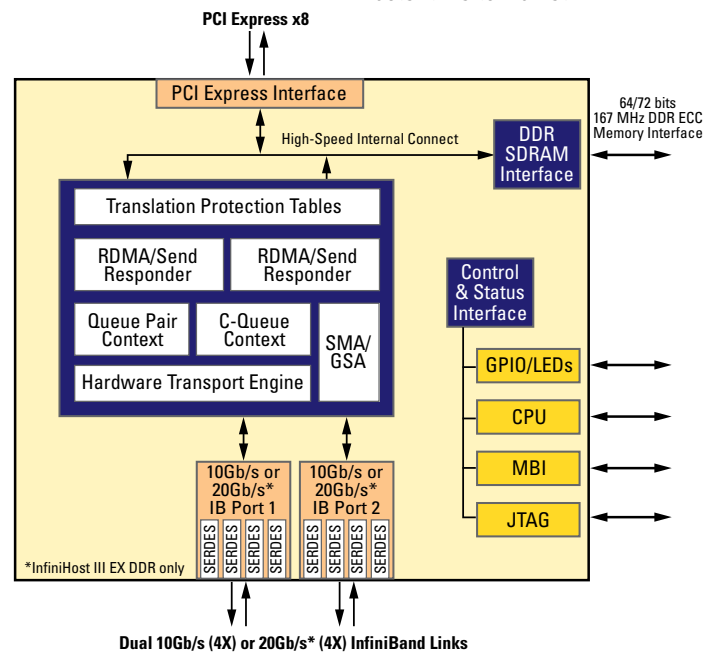 PCI Express x8
PCI Express Interface
64/72 bits
167 MHz DDR ECC
Memory Interface
High-Speed Internal Connect
DDR
SDRAM
Interface
Translation Protection Tables
RDMA/Send
Responder
RDMA/Send
Responder
Queue Pair
Context
C-Queue
Context
SMA/
GSA
Hardware Transport Engine
Control
& Status
Interface
GPIO/LEDs
CPU
MBI
JTAG
10Gb/s or
20Gb/s*
IB Port 1
SERDES
SERDES
SERDES
SERDES
10Gb/s or
20Gb/s*
IB Port 2
SERDES
SERDES
SERDES
SERDES
*InfiniHost III EX DDR only
Dual 10Gb/s (4X) or 20Gb/s* (4X) InfiniBand Links